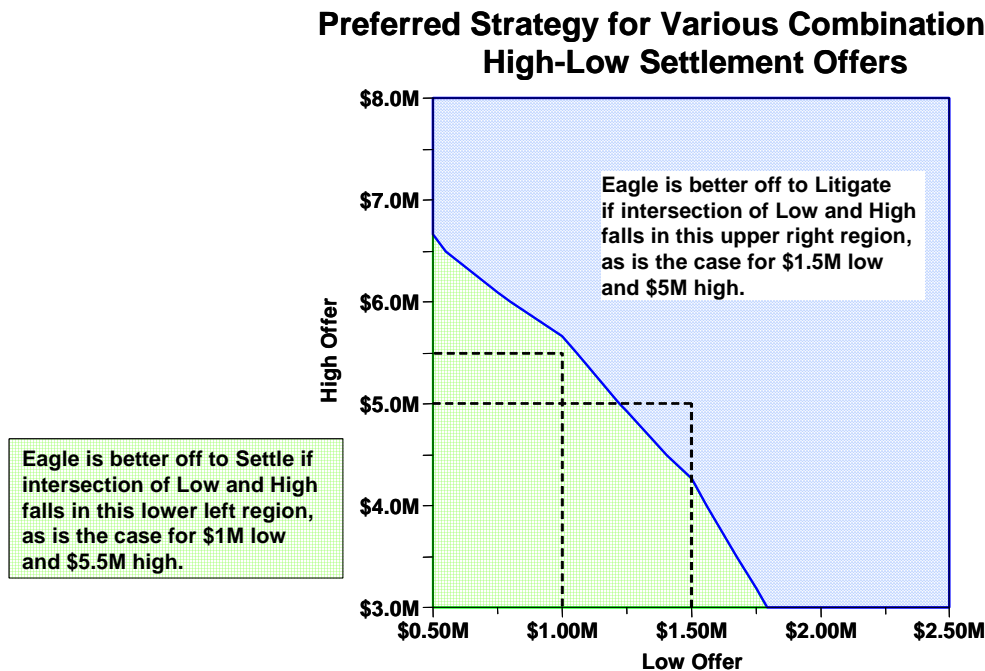 Preferred Strategy for Various Combination
High-Low Settlement Offers
$8.0M
$7.0M
$6.0M
$5.0M
$4.0M
$3.0M
High Offer
Eagle is better off to Litigate
if intersection of Low and High
falls in this upper right region,
as is the case for $1.5M low
and $5M high.
Eagle is better off to Settle if
intersection of Low and High
falls in this lower left region,
as is the case for $1M low
and $5.5M high.
$0.50M $1.00M $1.50M $2.00M $2.50M
Low Offer